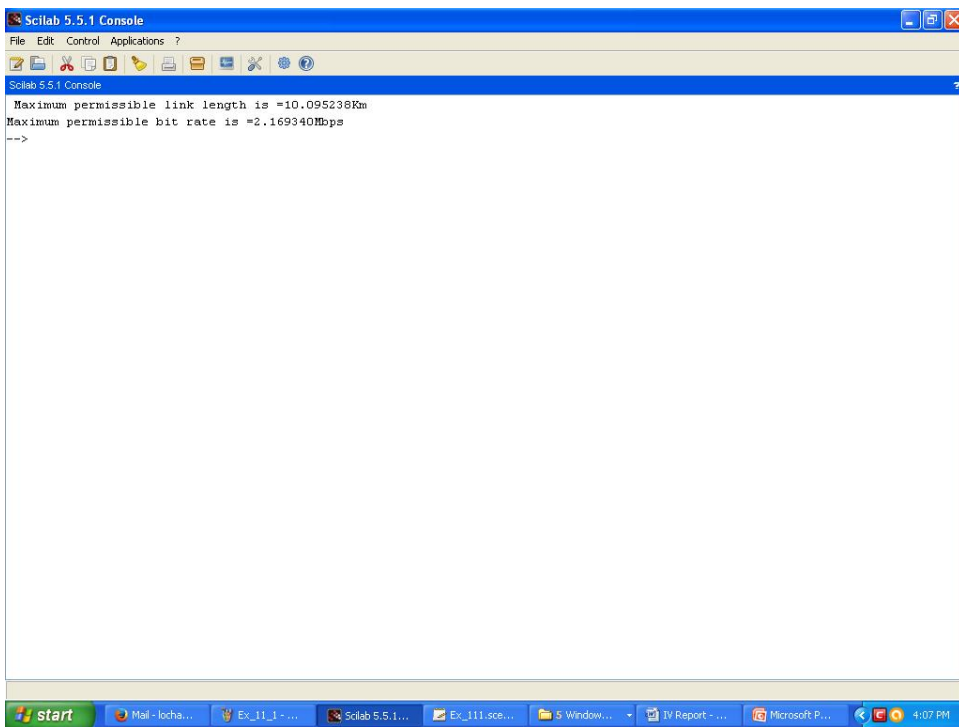 Scilab 5.5.1 Console
File Edit Control Applications ?
Scilab 5.5.1 Console ?
Maximum permissible link length is =10.095238Km
Maximum permissible bit rate is =2.169340Mbps
-->
start Mail - locha... Ex_11_1 - ... Scilab 5.5.1... Ex_111.sce... 5 Window... IV Report - ... Microsoft P... 4:07 PM